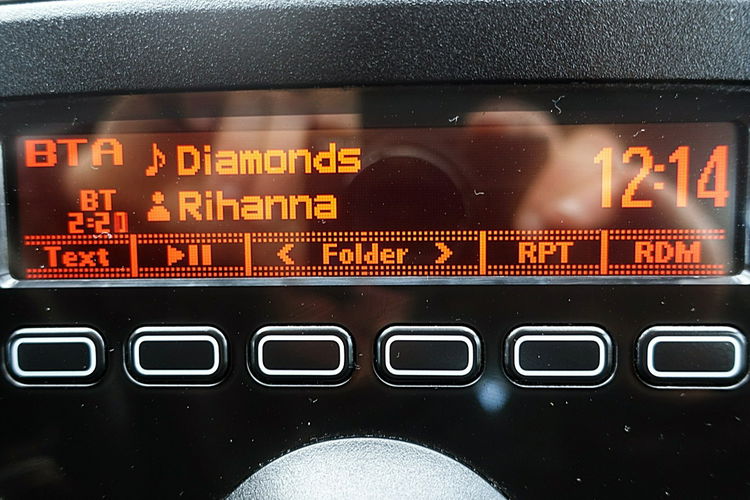 BTA Diamonds 12:14
BT Rihanna
2:20
Text < Folder > RPT RDM